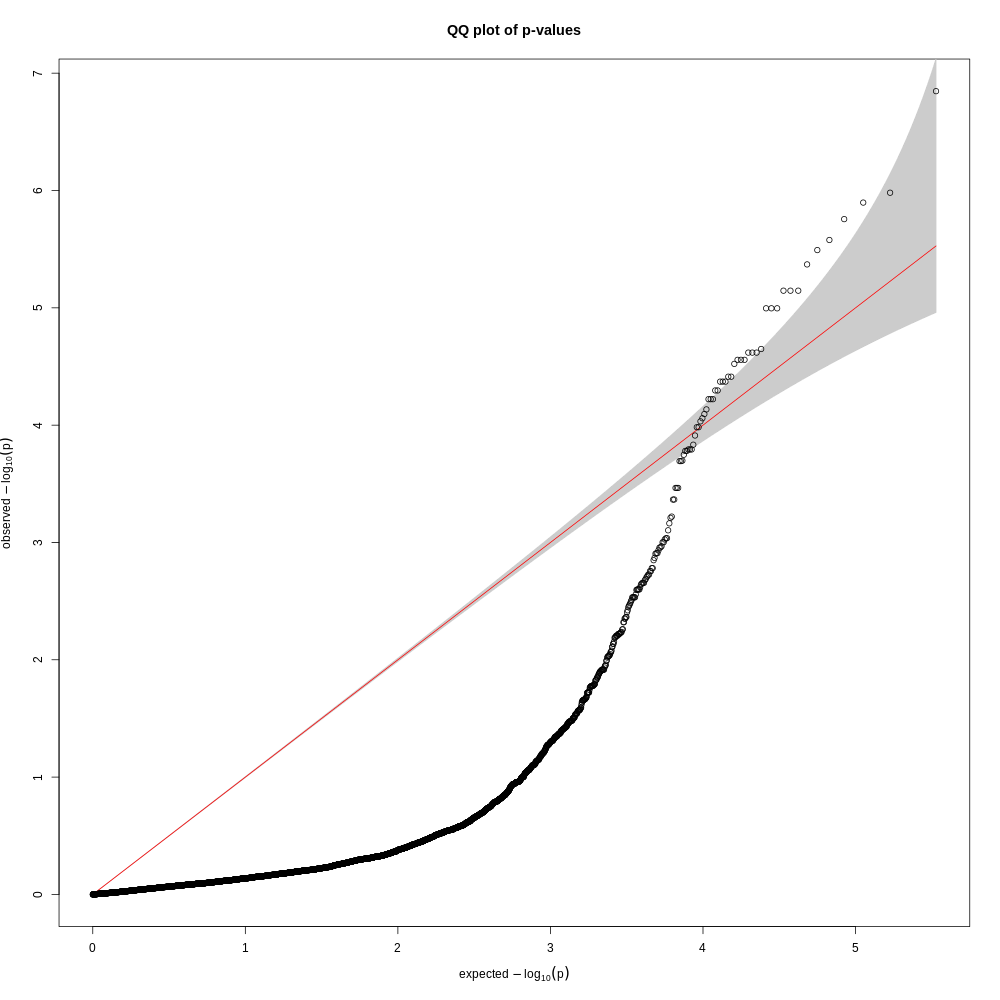 QQ plot of p-values
observed − log₁₀(p)
7
6
5
4
3
2
1
0
0 1 2 3 4 5
expected − log₁₀(p)